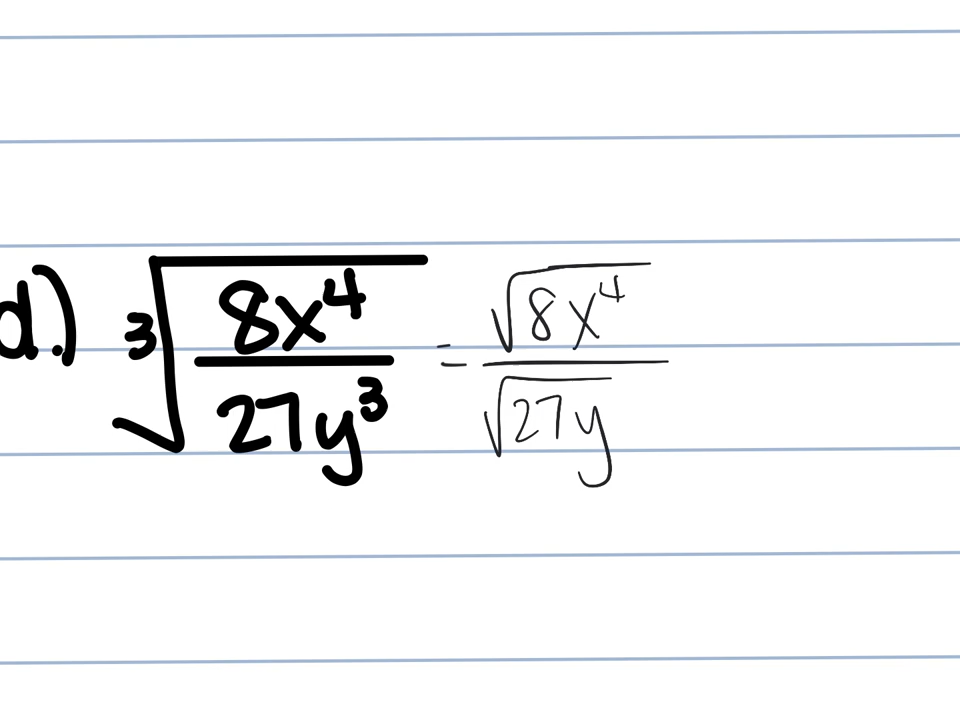 d.) ∛(8x⁴/27y³) = √(8x⁴)/√(27y)